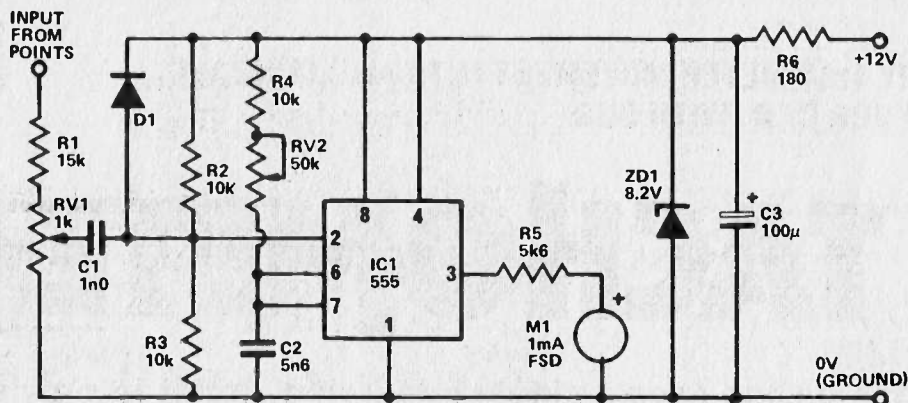 INPUT
FROM
POINTS
R1
15k
RV1
1k
C1
1n0
D1
R2
10k
R3
10k
R4
10k
RV2
50k
C2
5n6
2
6
7
8
4
IC1
555
3
1
R5
5k6
+
M1
1mA
FSD
ZD1
8.2V
+
C3
100μ
R6
180
+12V
0V
(GROUND)